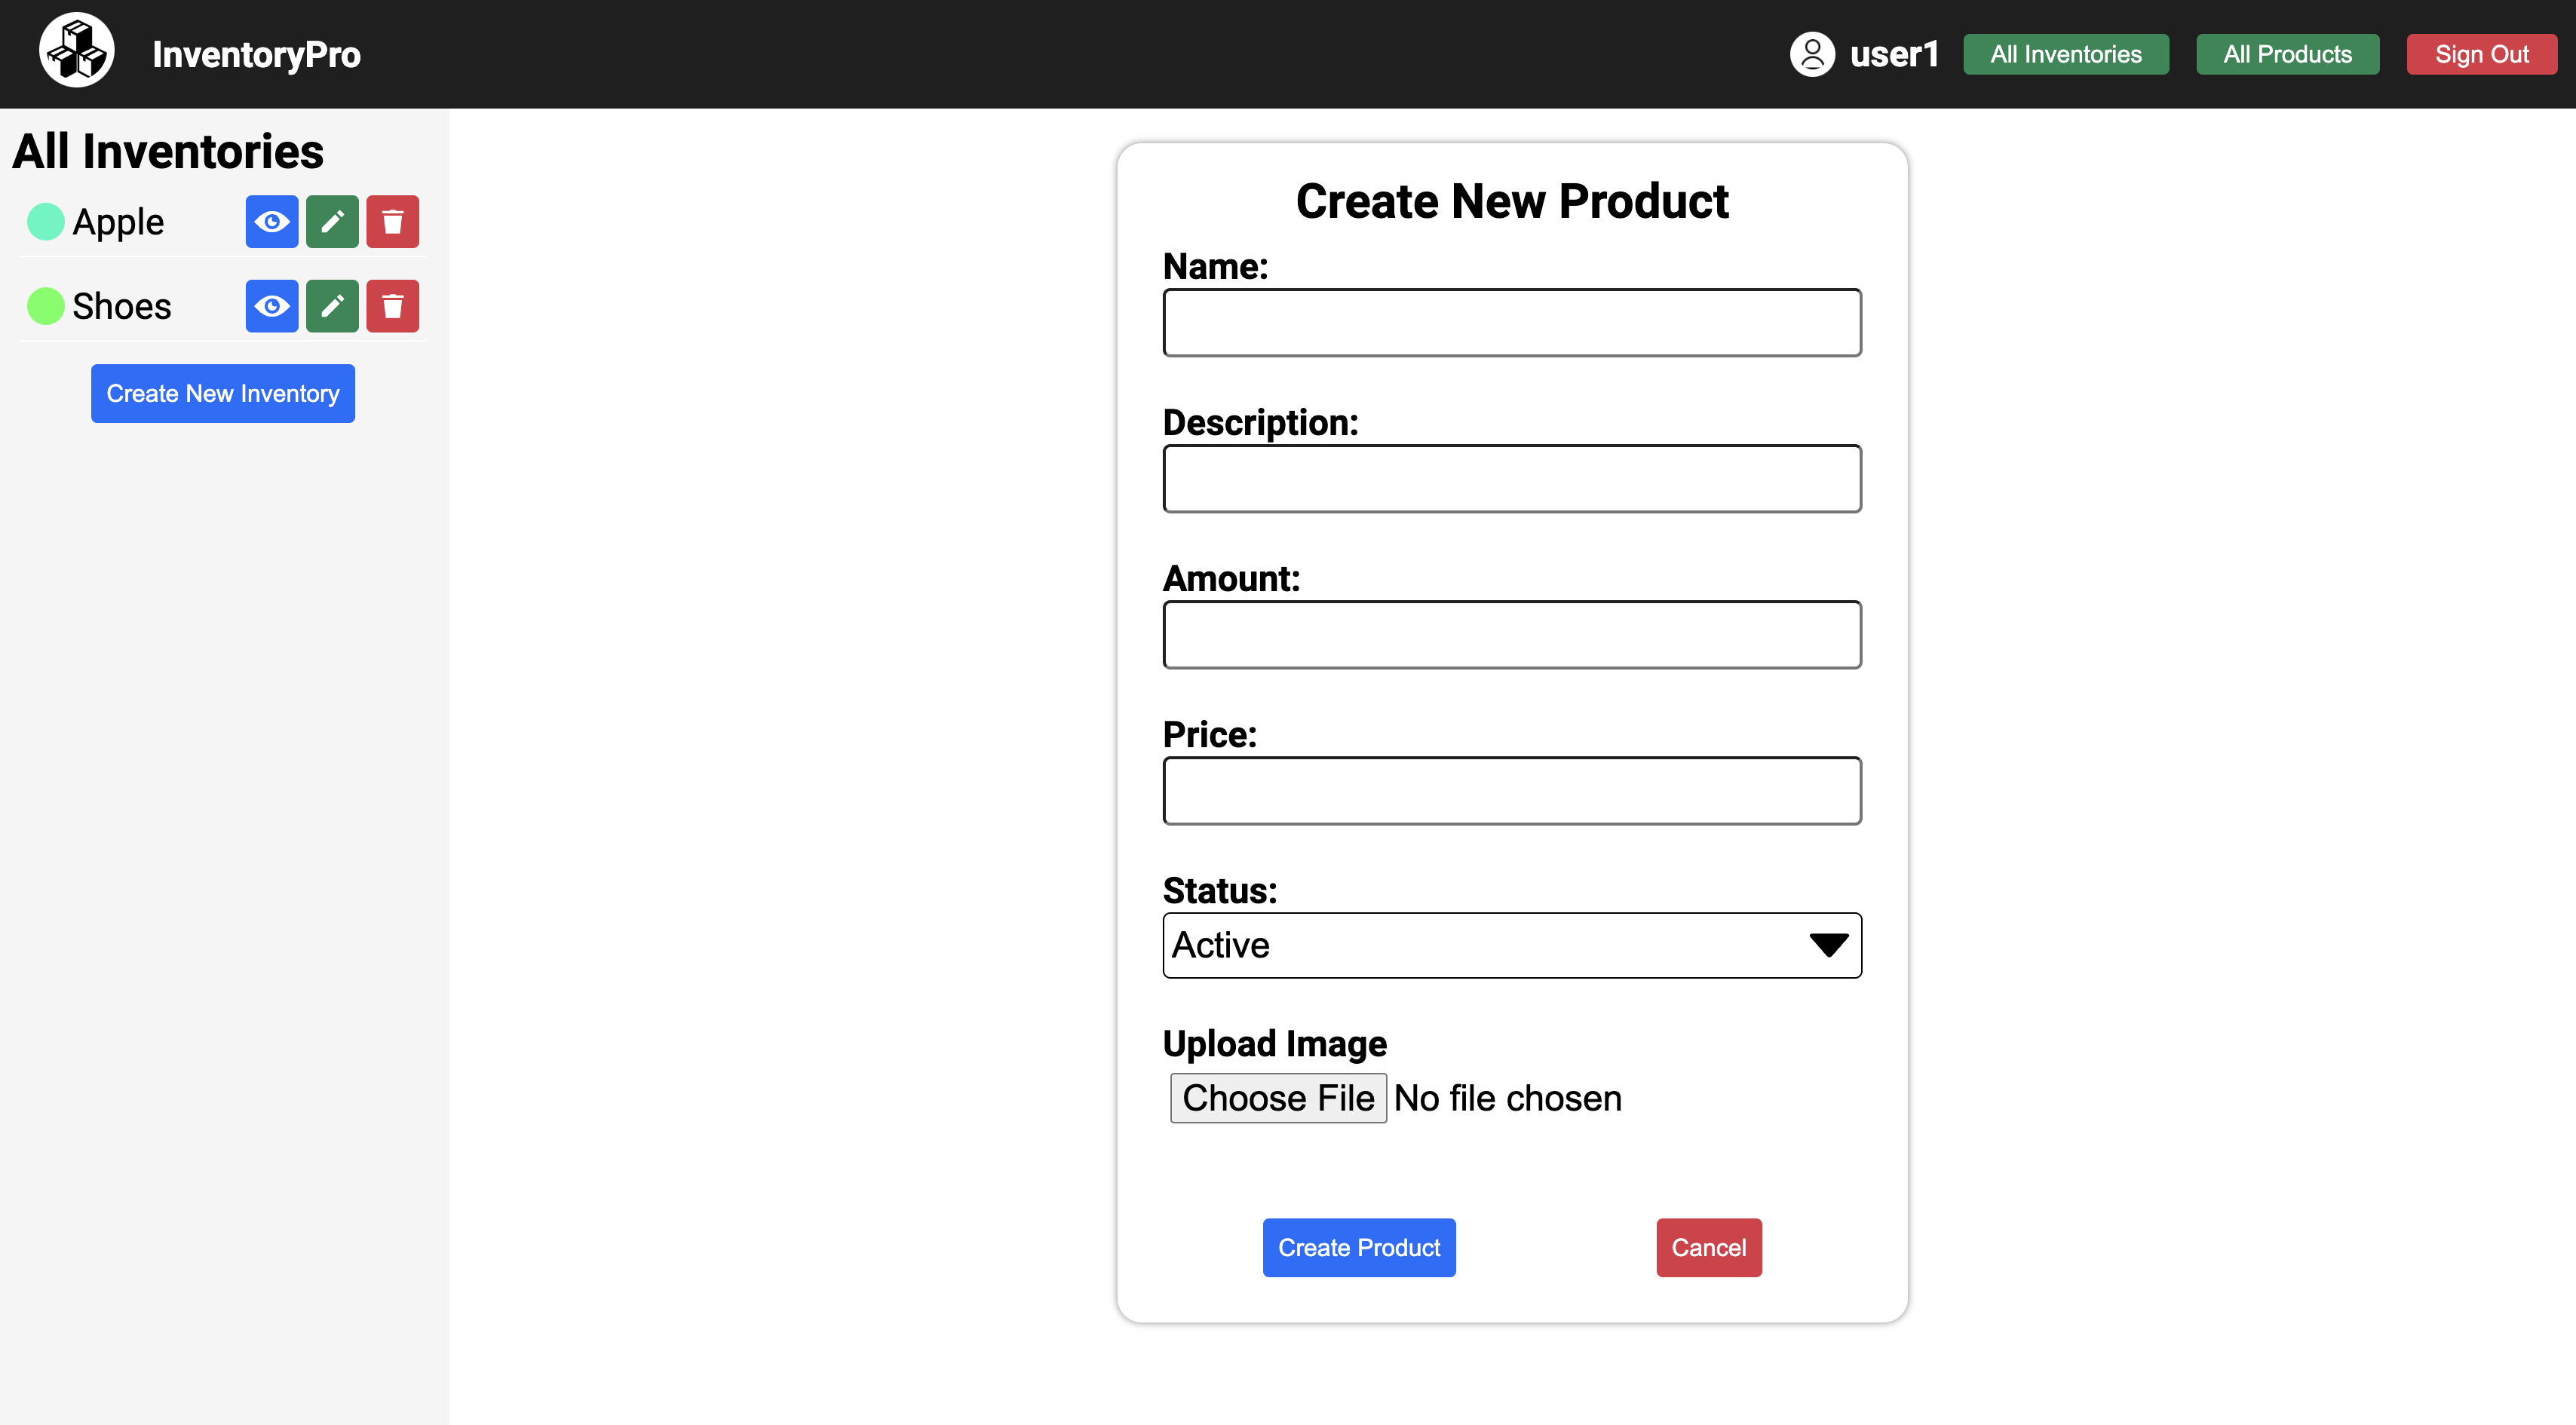 InventoryPro
user1
All Inventories
All Products
Sign Out
All Inventories
Apple
Shoes
Create New Inventory
Create New Product
Name:
Description:
Amount:
Price:
Status:
Active
Upload Image
Choose File No file chosen
Create Product
Cancel